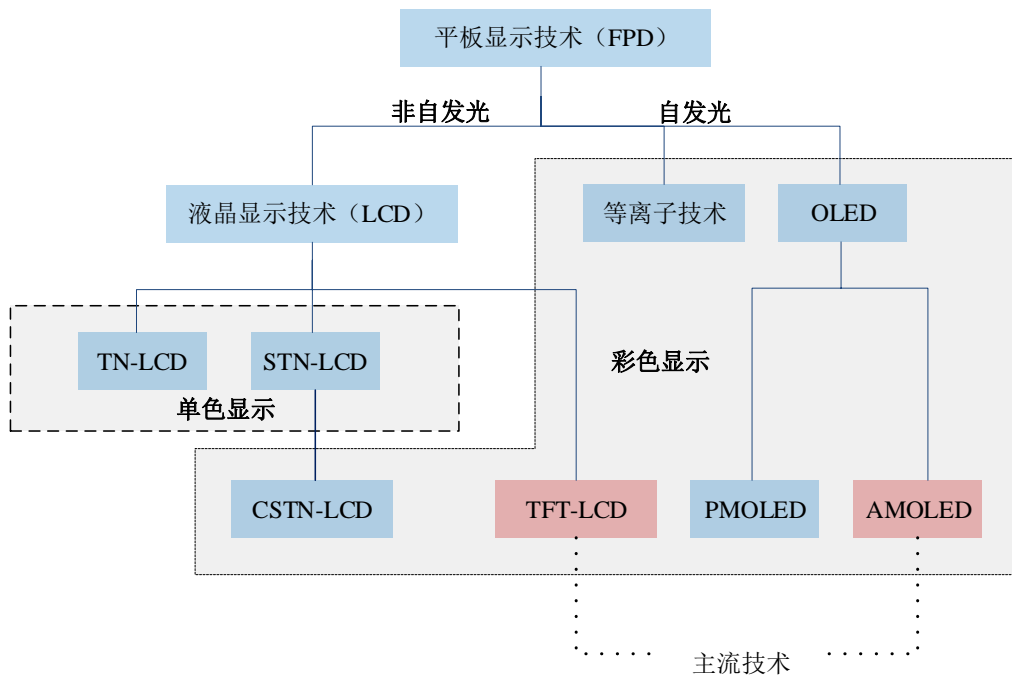 平板显示技术（FPD）
非自发光
自发光
液晶显示技术（LCD）
等离子技术
OLED
TN-LCD
STN-LCD
彩色显示
单色显示
CSTN-LCD
TFT-LCD
PMOLED
AMOLED
主流技术